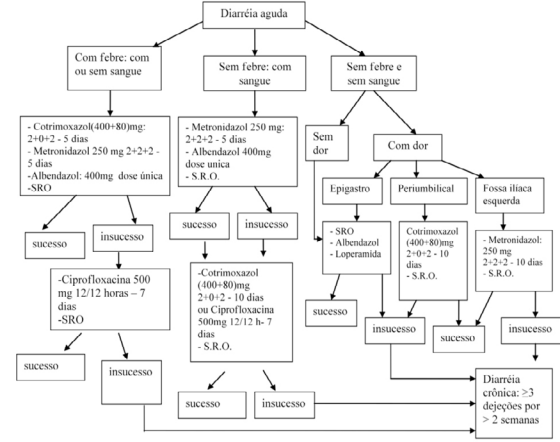 Diarréia aguda
Com febre: com
ou sem sangue
Sem febre: com
sangue
Sem febre e
sem sangue
- Cotrimoxazol(400+80)mg:
2+0+2 - 5 dias
- Metronidazol 250 mg 2+2+2 -
5 dias
-Albendazol: 400mg dose única
-SRO
- Metronidazol 250 mg:
2+2+2 - 5 dias
- Albendazol 400mg
dose unica
- S.R.O.
Sem
dor
Com dor
Epigastro
Periumbilical
Fossa ilíaca
esquerda
sucesso
insucesso
sucesso
insucesso
- SRO
- Albendazol
- Loperamida
Cotrimoxazol
(400+80)mg
2+0+2 - 10
dias
- S.R.O.
- Metronidazol:
250 mg
2+2+2 - 10 dias
- S.R.O.
-Ciprofloxacina 500
mg 12/12 horas – 7
dias
-SRO
-Cotrimoxazol
(400+80)mg
2+0+2 - 10 dias
ou Ciprofloxacina
500mg 12/12 h- 7
dias
- S.R.O.
sucesso
insucesso
sucesso
insucesso
sucesso
insucesso
sucesso
insucesso
Diarréia
crônica: ≥3
dejeções por
> 2 semanas